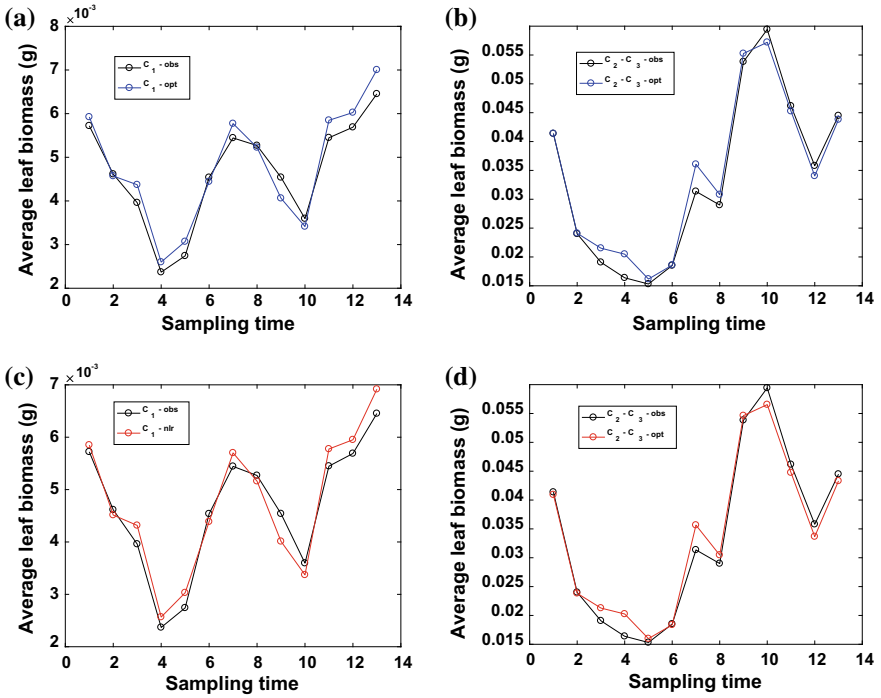 (a)
× 10⁻³
8
7
6
5
4
3
2
0 2 4 6 8 10 12 14
Average leaf biomass (g)
Sampling time
C₁ - obs
C₁ - opt
(b)
0.055
0.045
0.035
0.03
0.025
0.015
0 2 4 6 8 10 12 14
Average leaf biomass (g)
Sampling time
C₂ - C₃ - obs
C₂ - C₃ - opt
(c)
× 10⁻³
7
6
5
4
3
2
0 2 4 6 8 10 12 14
Average leaf biomass (g)
Sampling time
C₁ - obs
C₁ - nlr
(d)
0.055
0.05
0.045
0.04
0.035
0.03
0.025
0.02
0.015
0 2 4 6 8 10 12 14
Average leaf biomass (g)
Sampling time
C₂ - C₃ - obs
C₂ - C₃ - opt